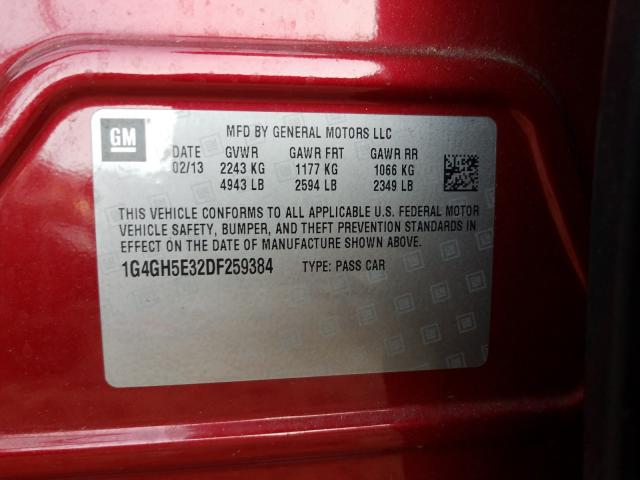 GM
MFD BY GENERAL MOTORS LLC
DATE GVWR GAWR FRT GAWR RR
02/13 2243 KG 1177 KG 1066 KG
4943 LB 2594 LB 2349 LB
THIS VEHICLE CONFORMS TO ALL APPLICABLE U.S. FEDERAL MOTOR
VEHICLE SAFETY, BUMPER, AND THEFT PREVENTION STANDARDS IN
EFFECT ON THE DATE OF MANUFACTURE SHOWN ABOVE.
1G4GH5E32DF259384 TYPE: PASS CAR